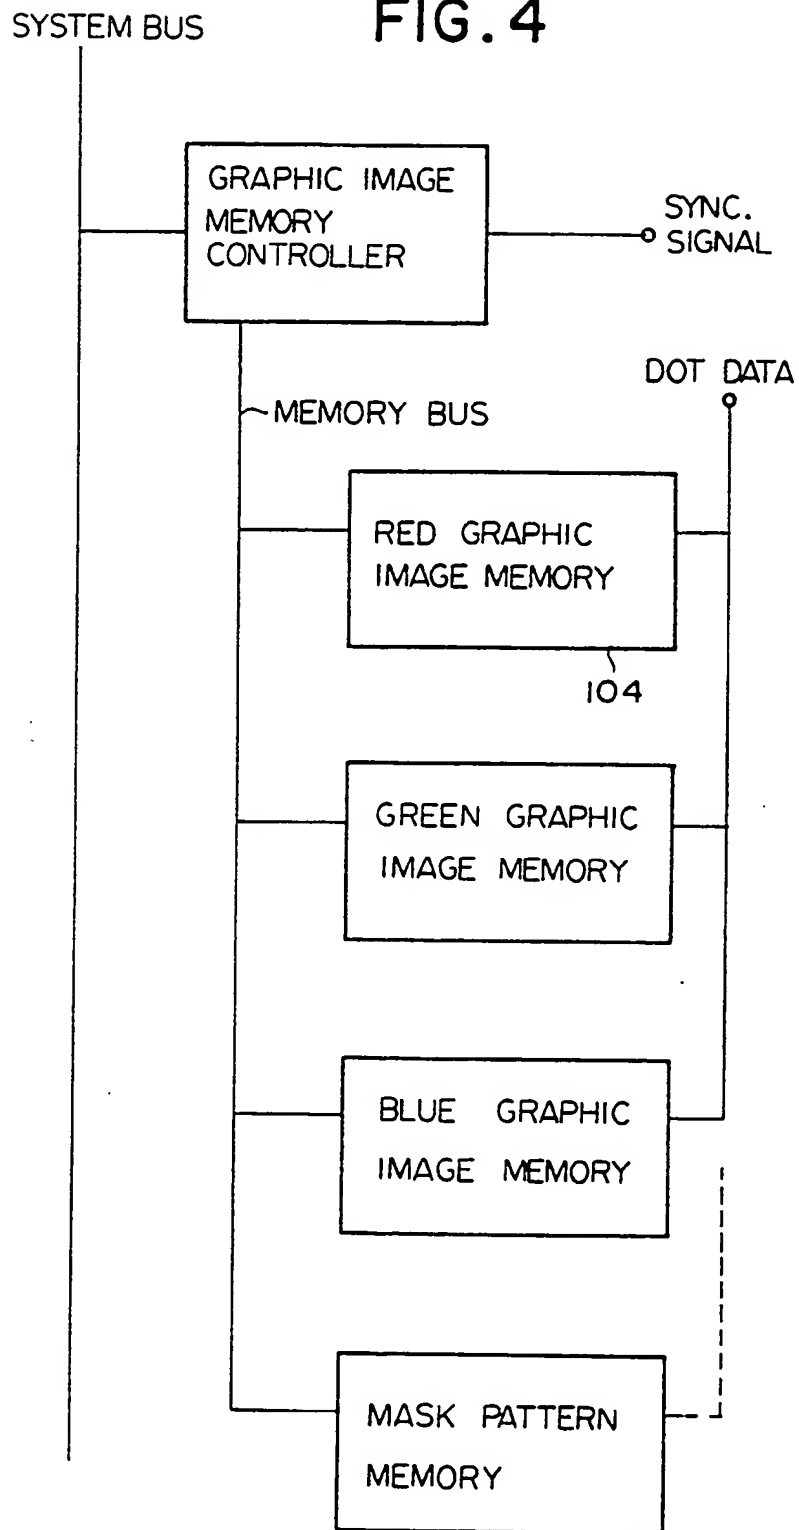 SYSTEM BUS
FIG. 4
GRAPHIC IMAGE
MEMORY
CONTROLLER
SYNC.
SIGNAL
DOT DATA
MEMORY BUS
RED GRAPHIC
IMAGE MEMORY
104
GREEN GRAPHIC
IMAGE MEMORY
BLUE GRAPHIC
IMAGE MEMORY
MASK PATTERN
MEMORY